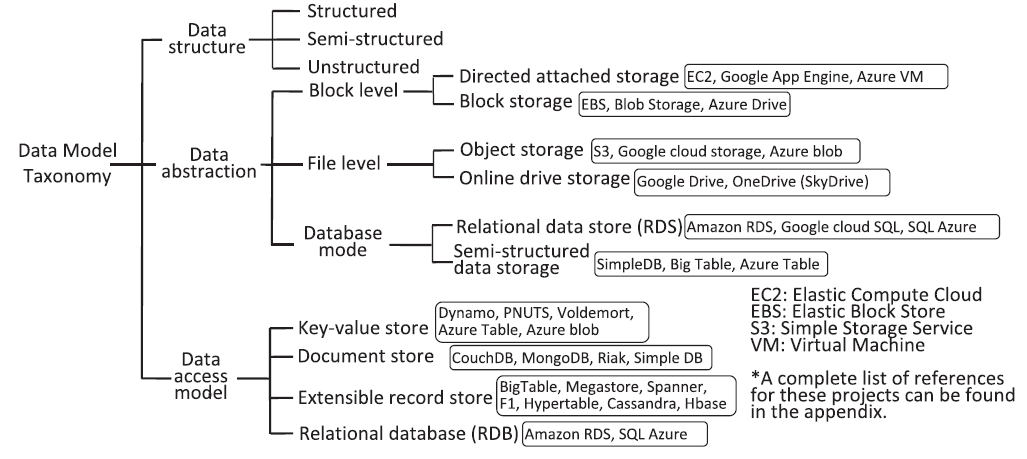 Data Model
Taxonomy
Data
structure
Structured
Semi-structured
Unstructured
Data
abstraction
Block level
Directed attached storage
EC2, Google App Engine, Azure VM
Block storage
EBS, Blob Storage, Azure Drive
File level
Object storage
S3, Google cloud storage, Azure blob
Online drive storage
Google Drive, OneDrive (SkyDrive)
Database
mode
Relational data store (RDS)
Amazon RDS, Google cloud SQL, SQL Azure
Semi-structured
data storage
SimpleDB, Big Table, Azure Table
Data
access
model
Key-value store
Dynamo, PNUTS, Voldemort,
Azure Table, Azure blob
Document store
CouchDB, MongoDB, Riak, Simple DB
Extensible record store
BigTable, Megastore, Spanner,
F1, Hypertable, Cassandra, Hbase
Relational database (RDB)
Amazon RDS, SQL Azure
EC2: Elastic Compute Cloud
EBS: Elastic Block Store
S3: Simple Storage Service
VM: Virtual Machine
*A complete list of references
for these projects can be found
in the appendix.